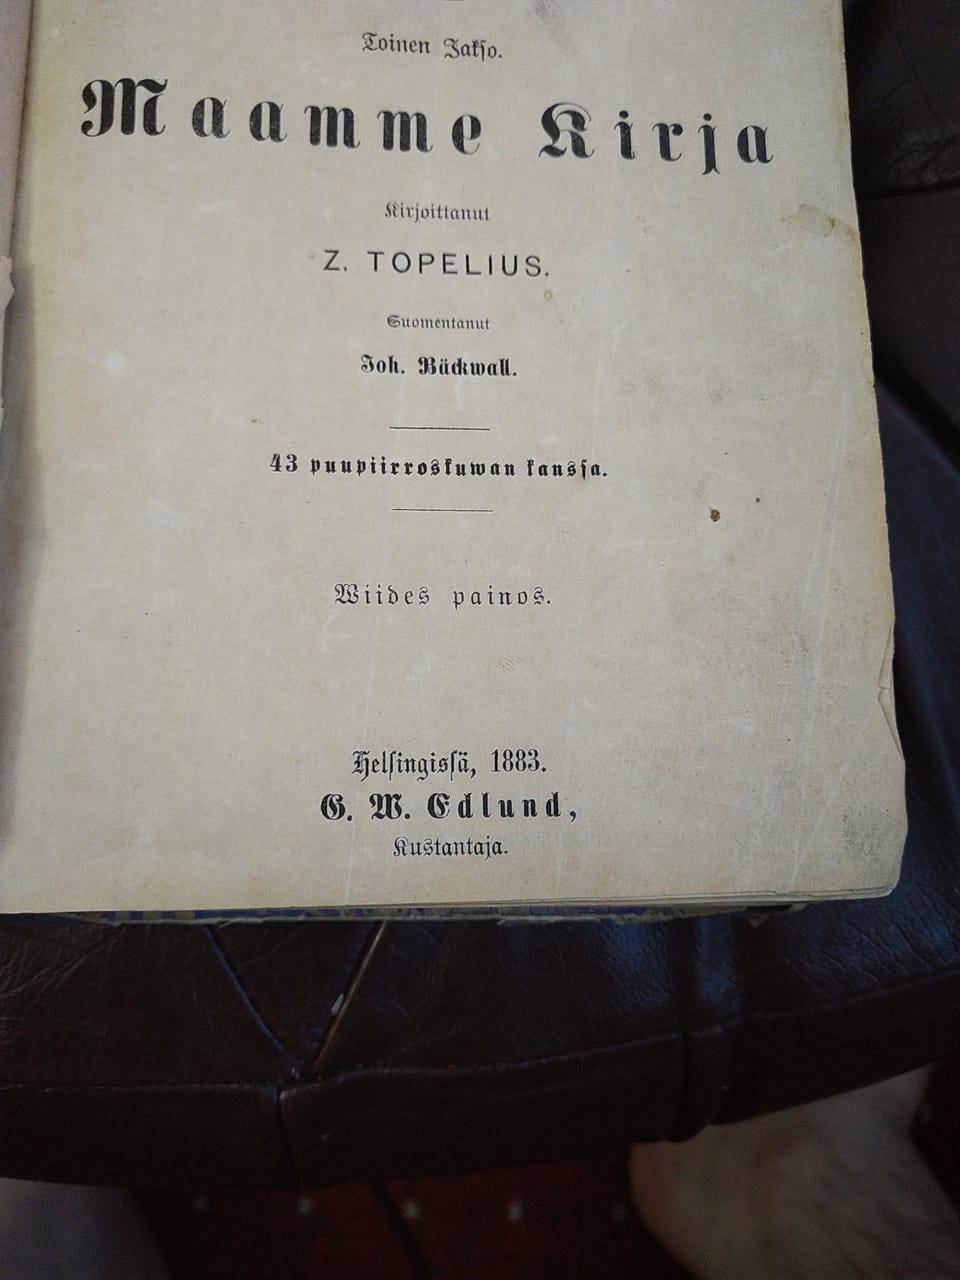 Toinen Jakso.
Maamme Kirja
Kirjoittanut
Z. TOPELIUS.
Suomentanut
Joh. Bäckwall.
43 puupiirroskuwan kanssa.
Wiides painos.
Helsingissä, 1883.
G. W. Edlund,
Kustantaja.